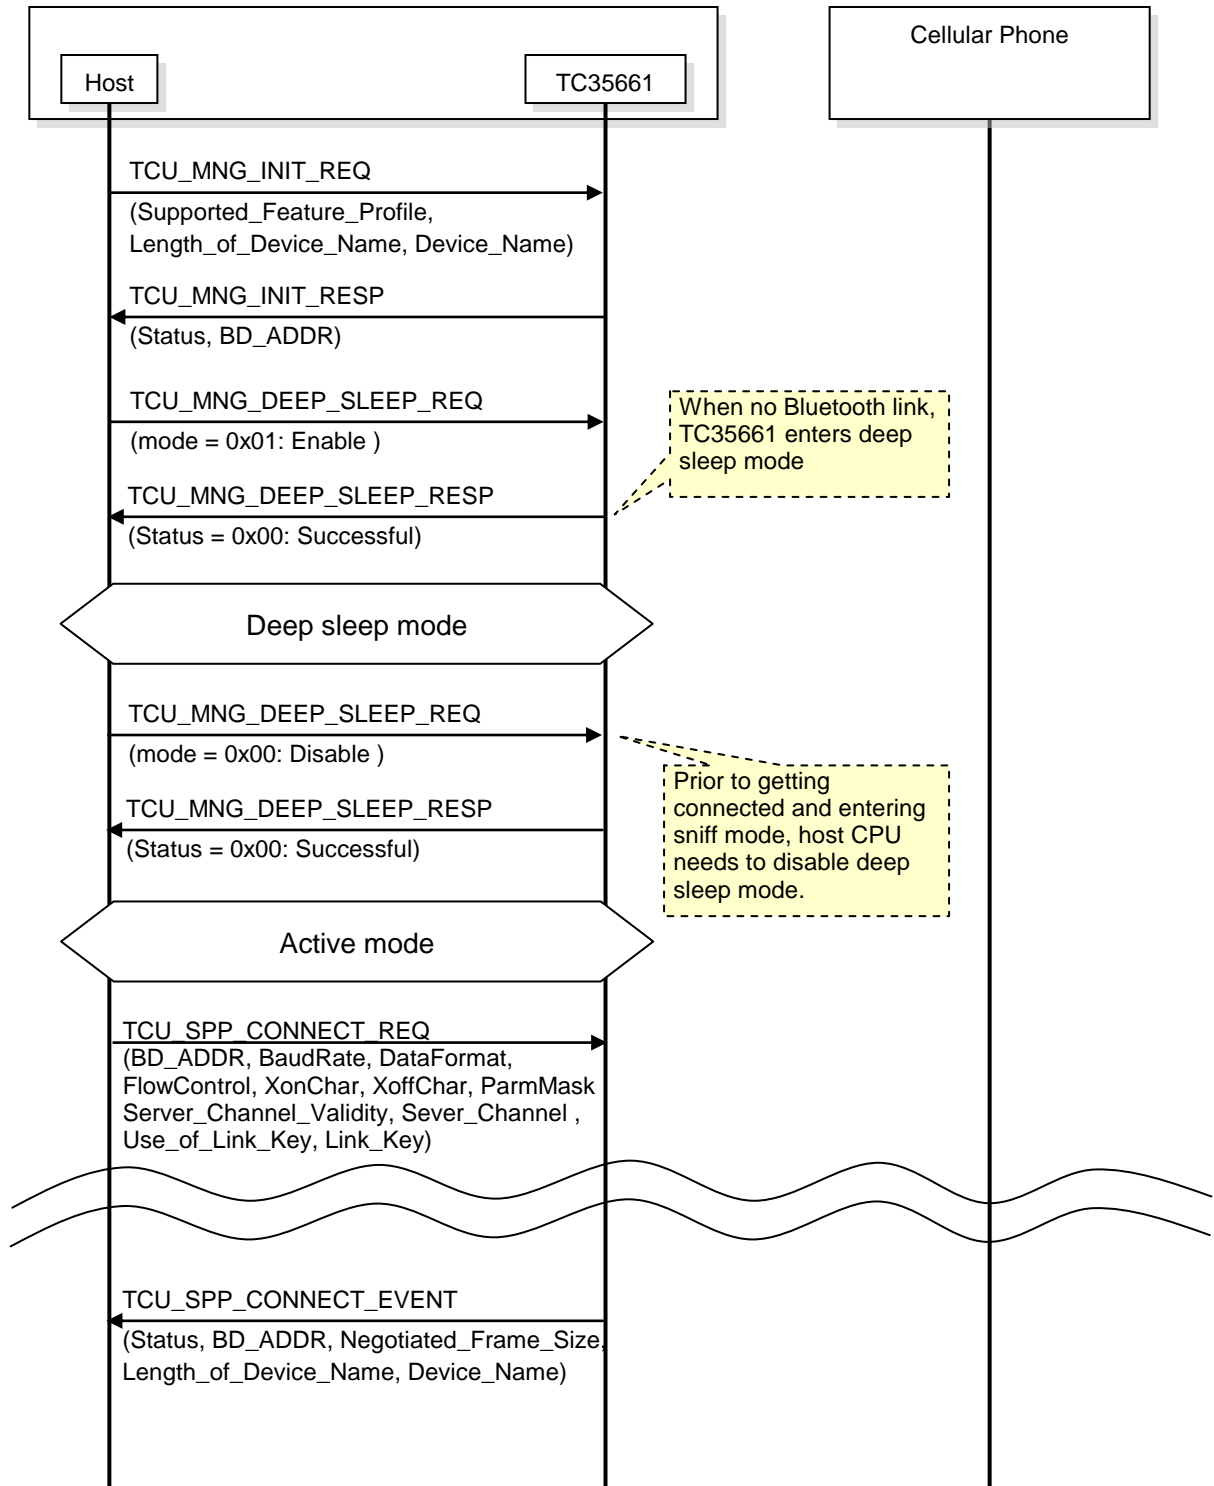 Cellular Phone
Host
TC35661
TCU_MNG_INIT_REQ
(Supported_Feature_Profile,
Length_of_Device_Name, Device_Name)
TCU_MNG_INIT_RESP
(Status, BD_ADDR)
TCU_MNG_DEEP_SLEEP_REQ
(mode = 0x01: Enable )
When no Bluetooth link,
TC35661 enters deep
sleep mode
TCU_MNG_DEEP_SLEEP_RESP
(Status = 0x00: Successful)
Deep sleep mode
TCU_MNG_DEEP_SLEEP_REQ
(mode = 0x00: Disable )
Prior to getting
connected and entering
sniff mode, host CPU
needs to disable deep
sleep mode.
TCU_MNG_DEEP_SLEEP_RESP
(Status = 0x00: Successful)
Active mode
TCU_SPP_CONNECT_REQ
(BD_ADDR, BaudRate, DataFormat,
FlowControl, XonChar, XoffChar, ParmMask
Server_Channel_Validity, Sever_Channel ,
Use_of_Link_Key, Link_Key)
TCU_SPP_CONNECT_EVENT
(Status, BD_ADDR, Negotiated_Frame_Size,
Length_of_Device_Name, Device_Name)